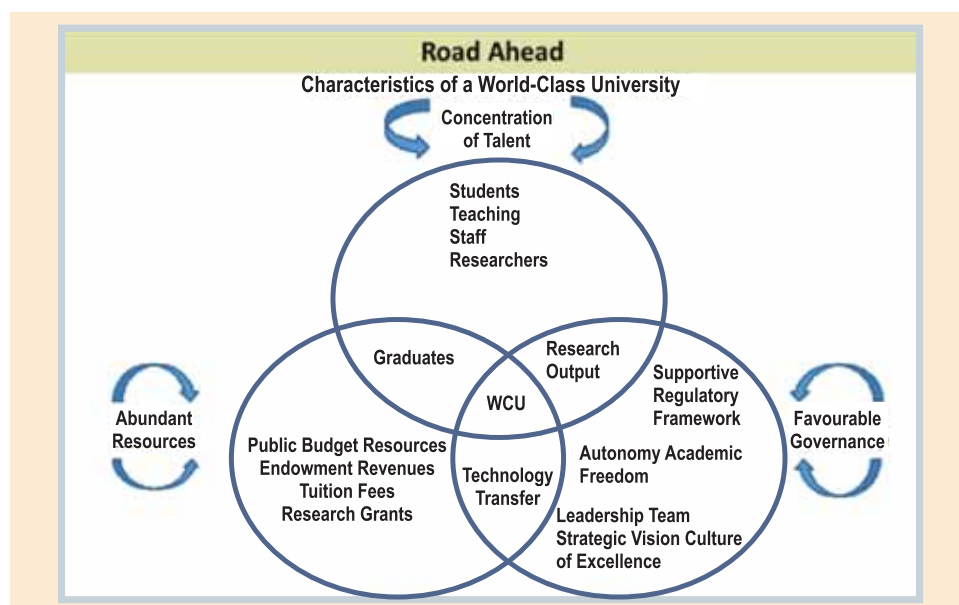 Road Ahead
Characteristics of a World-Class University
Concentration
of Talent
Students
Teaching
Staff
Researchers
Graduates
Research
Output
WCU
Abundant
Resources
Public Budget Resources
Endowment Revenues
Tuition Fees
Research Grants
Technology
Transfer
Supportive
Regulatory
Framework
Autonomy Academic
Freedom
Leadership Team
Strategic Vision Culture
of Excellence
Favourable
Governance